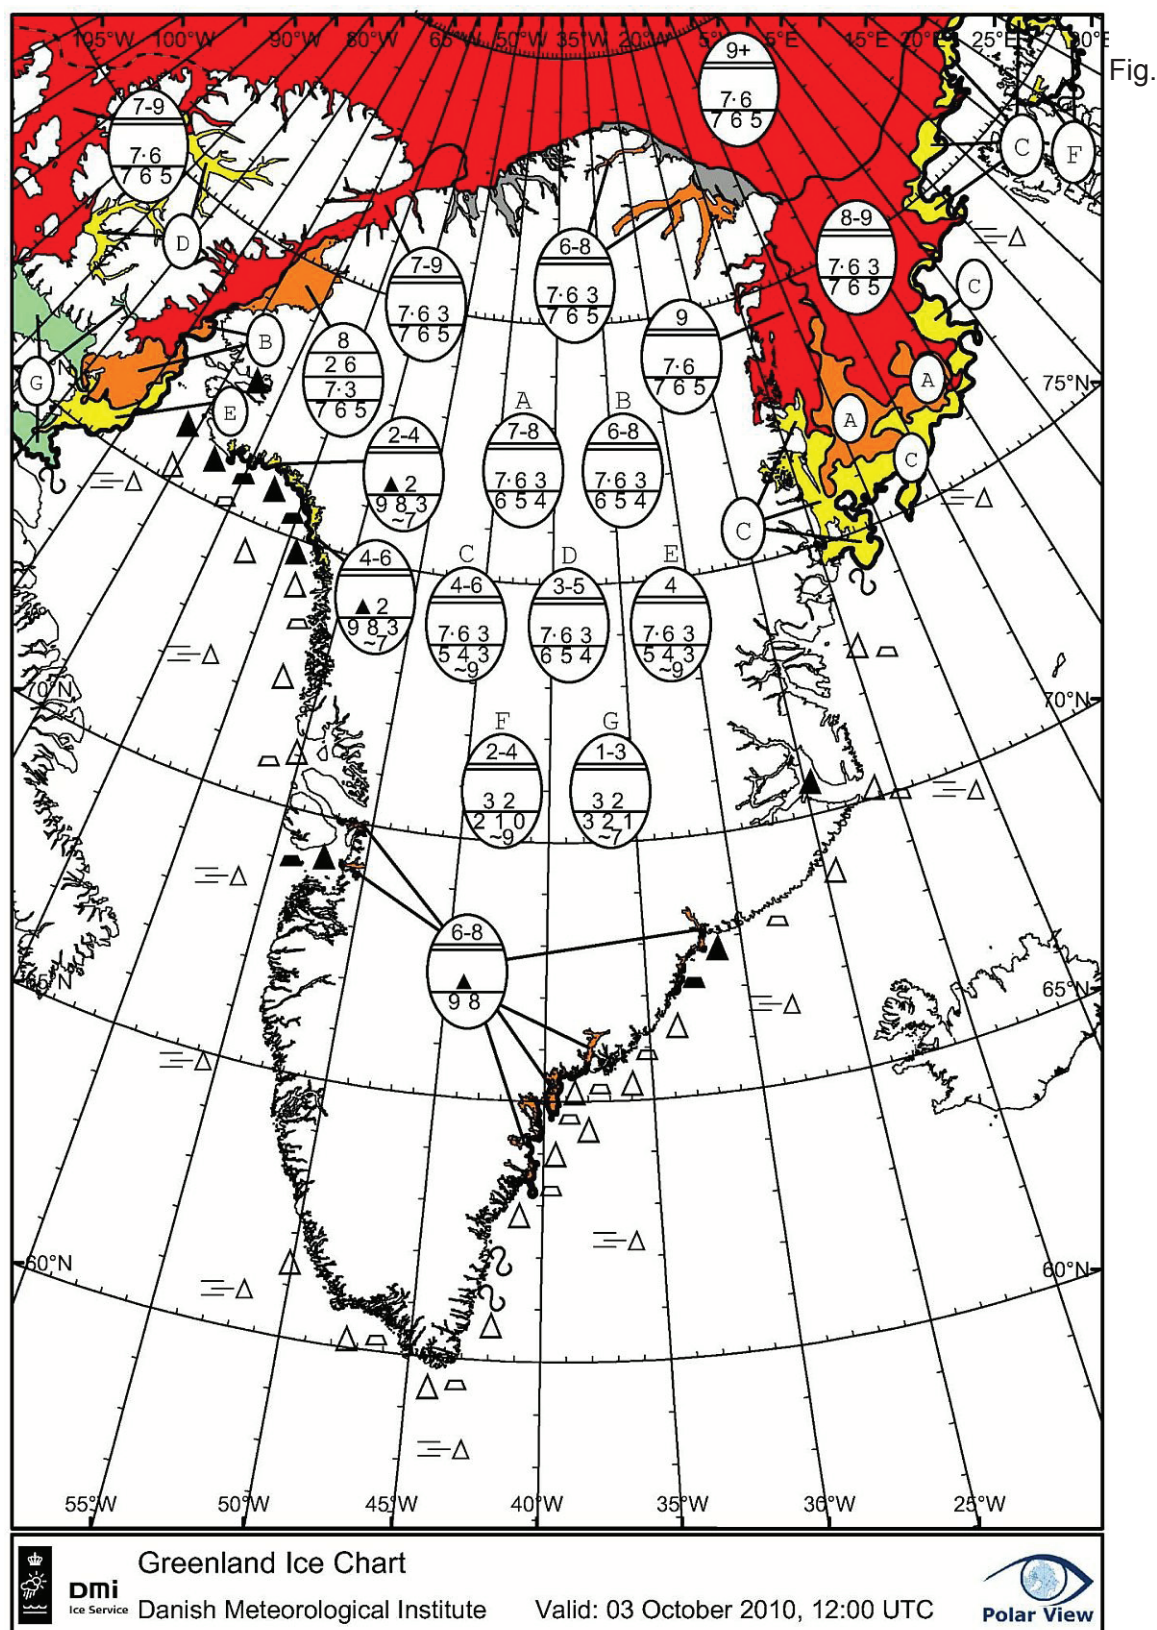 105°W 100°W 90°W 80°W 65°W 50°W 35°W 20°W 5°W 5°E 15°E 20°E 25°E 30°E
Fig.
9+
7·6
7 6 5
7-9
7·6
7 6 5
C
F
D
8-9
7·6 3
7 6 5
7-9
7·6 3
7 6 5
6-8
7·6 3
7 6 5
C
9
7·6
7 6 5
B
8
2 6
7·3
7 6 5
G
A
75°N
E
A
C
A
7-8
7·6 3
6 5 4
B
6-8
7·6 3
6 5 4
2-4
▲ 2
9 8 3
~7
C
4-6
▲ 2
9 8 3
~7
C
4-6
7·6 3
5 4 3
~9
D
3-5
7·6 3
6 5 4
E
4
7·6 3
5 4 3
~9
70°N
70°N
F
2-4
3 2
2 1 0
~9
G
1-3
3 2
3 2 1
~7
6-8
▲
9 8
65°N
65°N
60°N
60°N
55°W 50°W 45°W 40°W 35°W 30°W 25°W
Greenland Ice Chart
DMi
Ice Service
Danish Meteorological Institute Valid: 03 October 2010, 12:00 UTC
Polar View